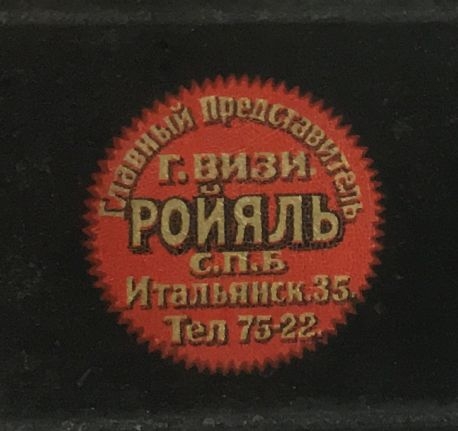 Главный Представитель
Г. ВИЗИ.
РОЙЯЛЬ
С.П.Б
Итальянск.35.
Тел 75-22.